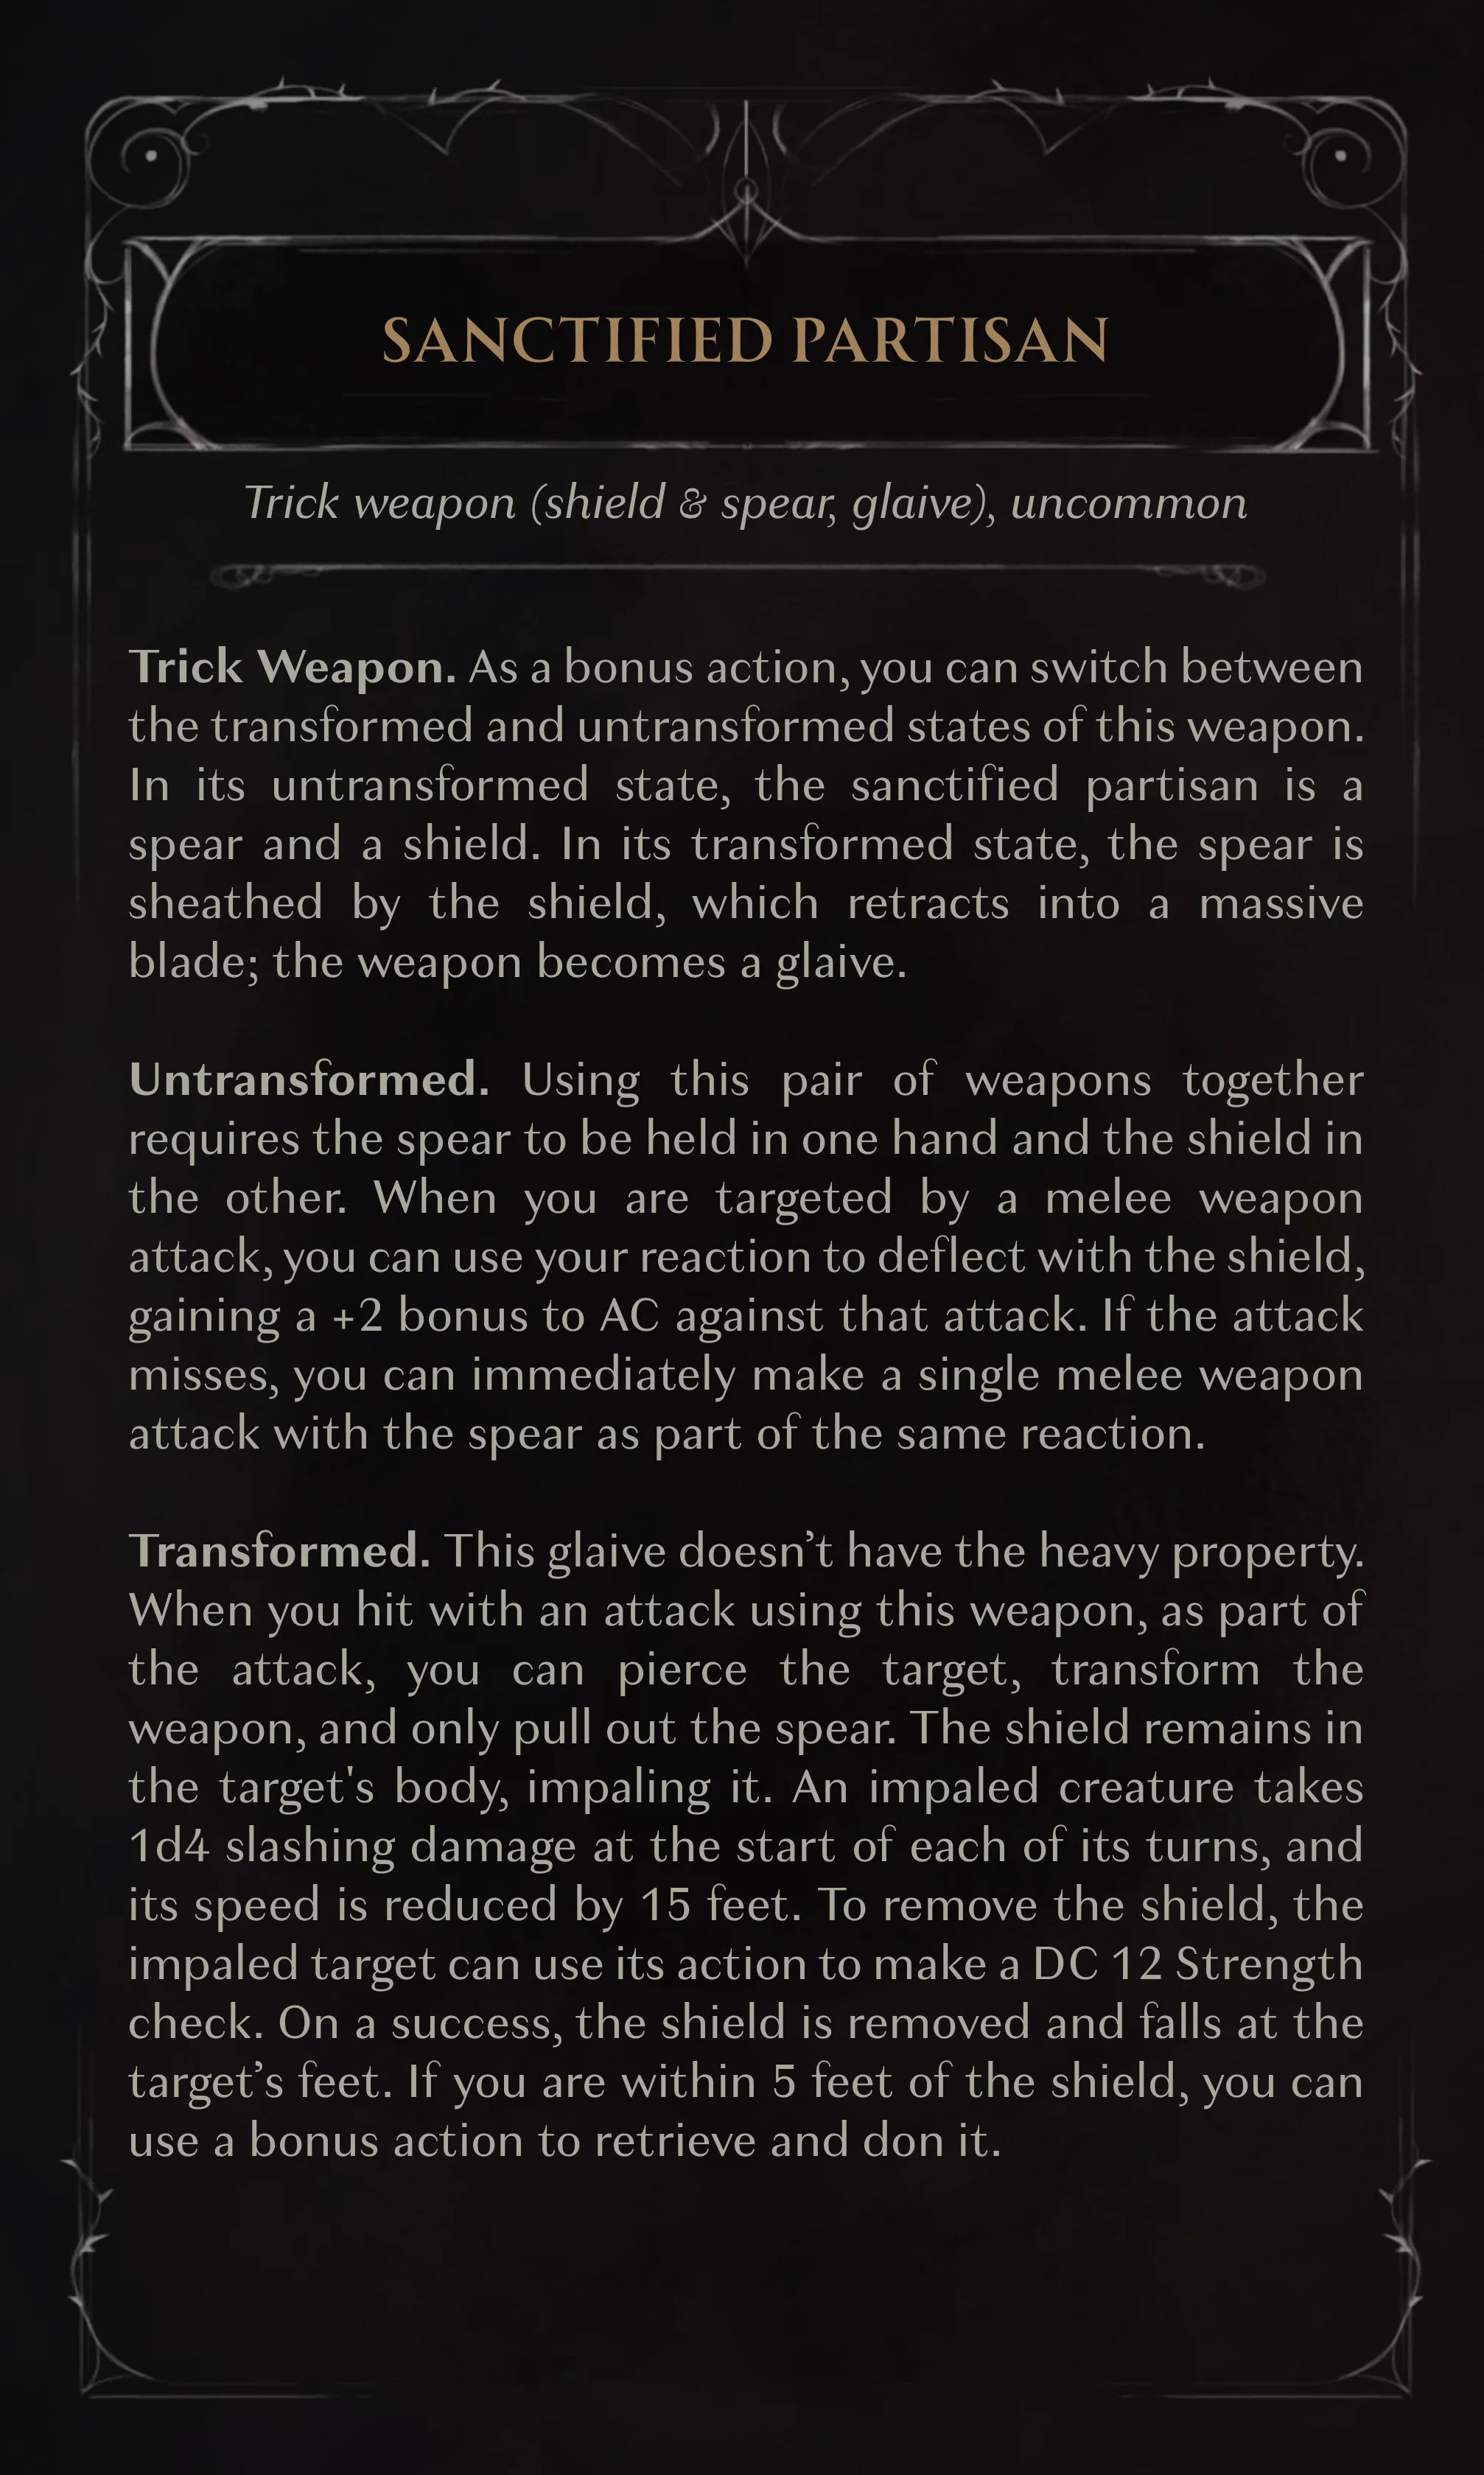 SANCTIFIED PARTISAN
Trick weapon (shield & spear, glaive), uncommon
Trick Weapon. As a bonus action, you can switch between
the transformed and untransformed states of this weapon.
In its untransformed state, the sanctified partisan is a
spear and a shield. In its transformed state, the spear is
sheathed by the shield, which retracts into a massive
blade; the weapon becomes a glaive.
Untransformed. Using this pair of weapons together
requires the spear to be held in one hand and the shield in
the other. When you are targeted by a melee weapon
attack, you can use your reaction to deflect with the shield,
gaining a +2 bonus to AC against that attack. If the attack
misses, you can immediately make a single melee weapon
attack with the spear as part of the same reaction.
Transformed. This glaive doesn’t have the heavy property.
When you hit with an attack using this weapon, as part of
the attack, you can pierce the target, transform the
weapon, and only pull out the spear. The shield remains in
the target's body, impaling it. An impaled creature takes
1d4 slashing damage at the start of each of its turns, and
its speed is reduced by 15 feet. To remove the shield, the
impaled target can use its action to make a DC 12 Strength
check. On a success, the shield is removed and falls at the
target’s feet. If you are within 5 feet of the shield, you can
use a bonus action to retrieve and don it.